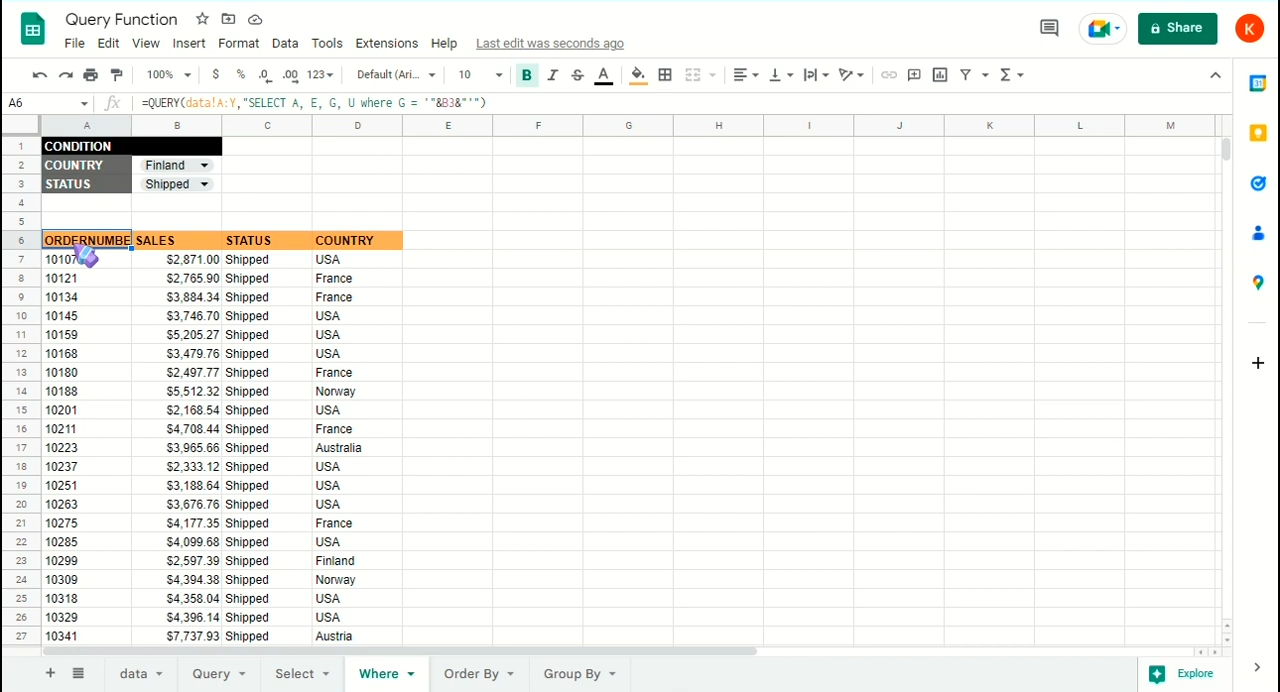 Query Function
File Edit View Insert Format Data Tools Extensions Help Last edit was seconds ago
Share
K
100% $ % .0 .00 123 Default (Ari... 10 B I S A
A6 fx =QUERY(data!A:Y,"SELECT A, E, G, U where G = '"&B3&"'")
A B C D E F G H I J K L M
1 CONDITION
2 COUNTRY Finland
3 STATUS Shipped
4
5
6 ORDERNUMBE SALES STATUS COUNTRY
7 10107 $2,871.00 Shipped USA
8 10121 $2,765.90 Shipped France
9 10134 $3,884.34 Shipped France
10 10145 $3,746.70 Shipped USA
11 10159 $5,205.27 Shipped USA
12 10168 $3,479.76 Shipped USA
13 10180 $2,497.77 Shipped France
14 10188 $5,512.32 Shipped Norway
15 10201 $2,168.54 Shipped USA
16 10211 $4,708.44 Shipped France
17 10223 $3,965.66 Shipped Australia
18 10237 $2,333.12 Shipped USA
19 10251 $3,188.64 Shipped USA
20 10263 $3,676.76 Shipped USA
21 10275 $4,177.35 Shipped France
22 10285 $4,099.68 Shipped USA
23 10299 $2,597.39 Shipped Finland
24 10309 $4,394.38 Shipped Norway
25 10318 $4,358.04 Shipped USA
26 10329 $4,396.14 Shipped USA
27 10341 $7,737.93 Shipped Austria
+ data Query Select Where Order By Group By Explore